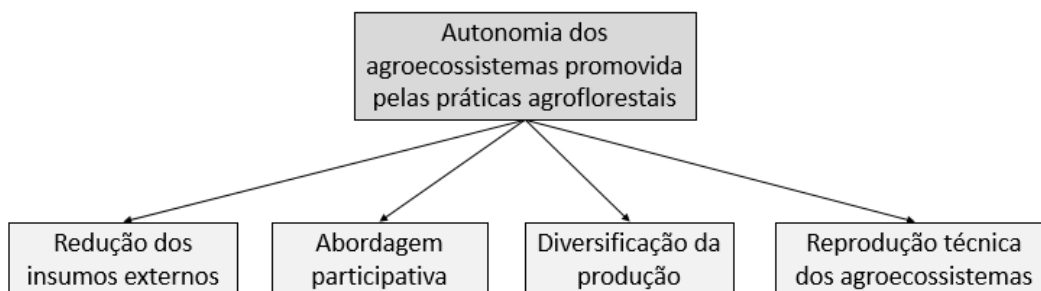 Autonomia dos
agroecossistemas promovida
pelas práticas agroflorestais
Redução dos
insumos externos
Abordagem
participativa
Diversificação da
produção
Reprodução técnica
dos agroecossistemas